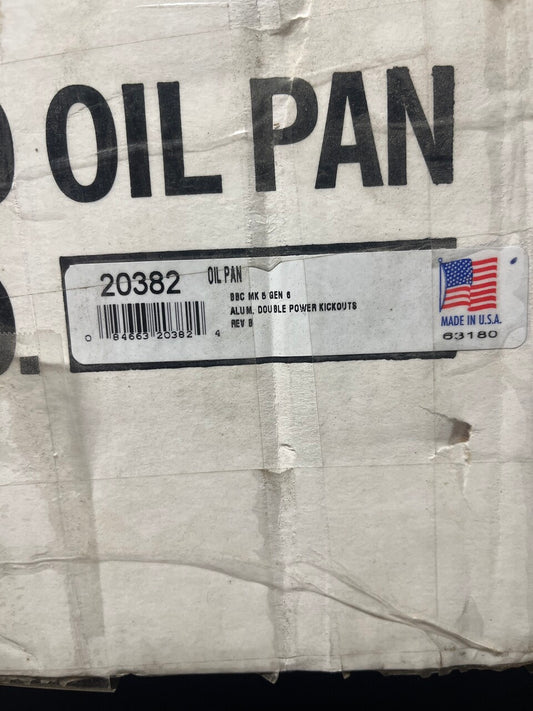 OIL PAN
20382 OIL PAN
BBC MK 5 GEN 6
ALUM. DOUBLE POWER KICKOUTS
REV B
0 84663 20382 4
MADE IN U.S.A.
63180